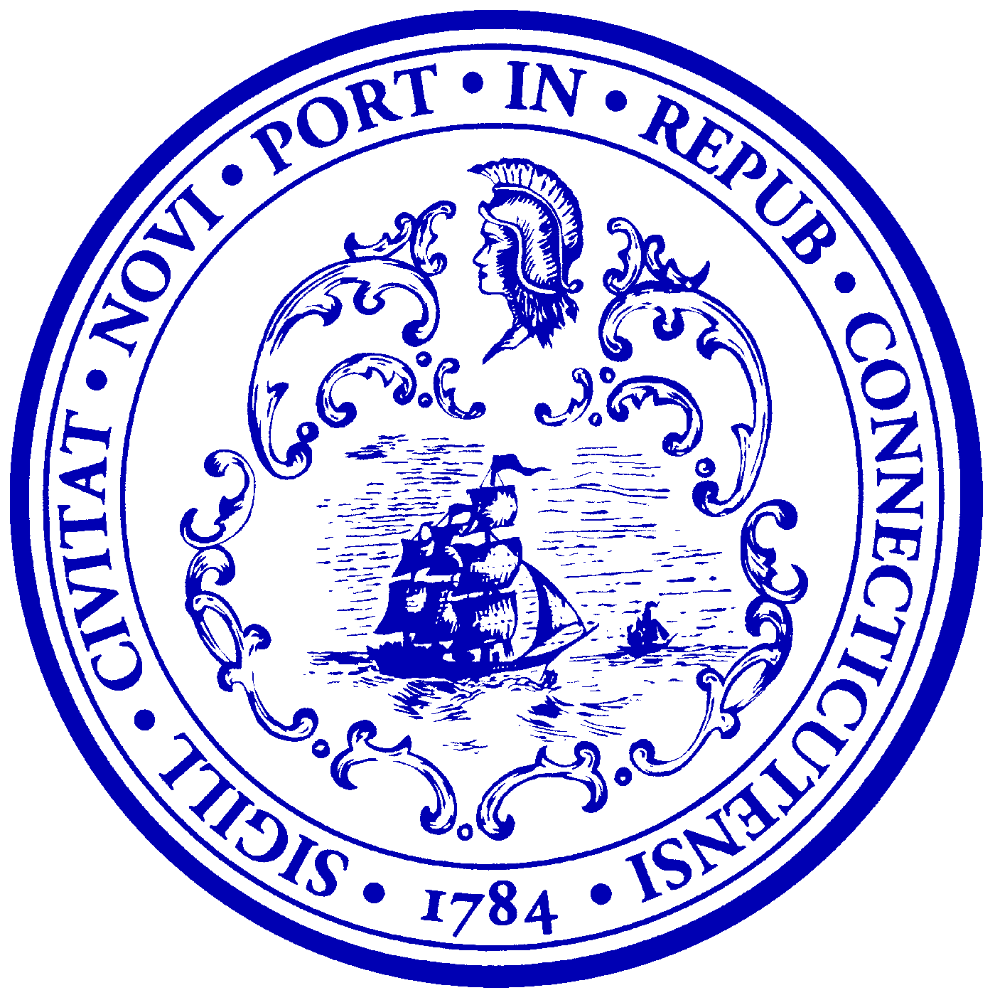 SIGILL • CIVITAT • NOVI • PORT • IN • REPUB • CONNECTICUTENSI •
1784